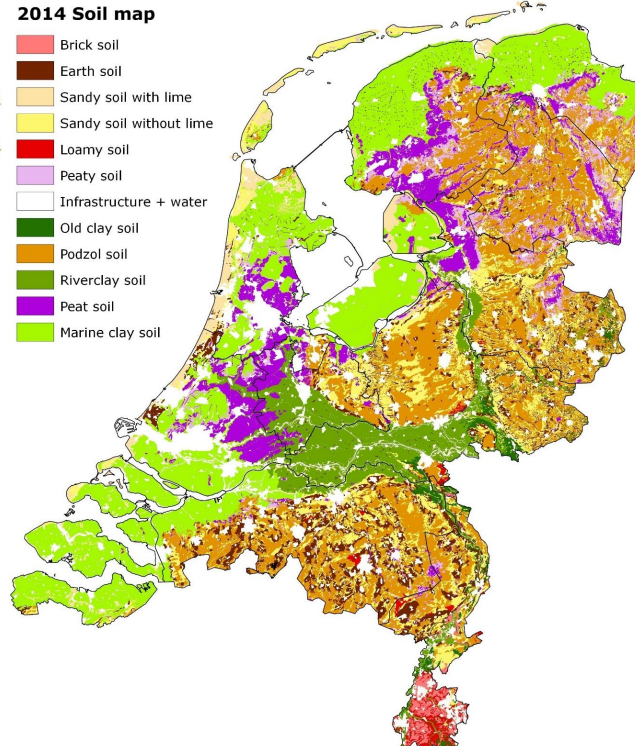 2014 Soil map
Brick soil
Earth soil
Sandy soil with lime
Sandy soil without lime
Loamy soil
Peaty soil
Infrastructure + water
Old clay soil
Podzol soil
Riverclay soil
Peat soil
Marine clay soil